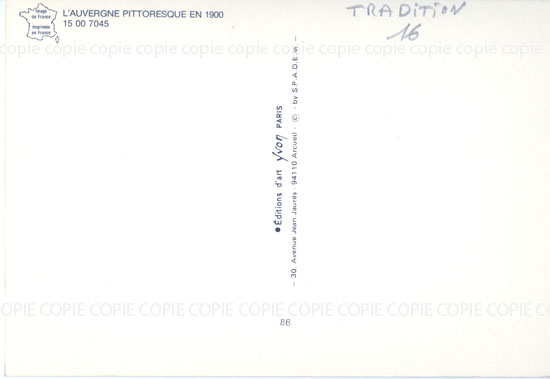 Image
de France
Imprimée
en France
L'AUVERGNE PITTORESQUE EN 1900
15 00 7045
TRADITION
16
COPIE COPIE COPIE COPIE COPIE COPIE COPIE COPIE COPIE COPIE COPIE COPIE COPIE
● Éditions d'art yvon PARIS
– 30, Avenue Jean Jaurès - 94110 Arcueil - © - by S.P.A.D.E.M. –
COPIE COPIE COPIE COPIE COPIE COPIE COPIE COPIE COPIE COPIE COPIE COPIE COPIE
86